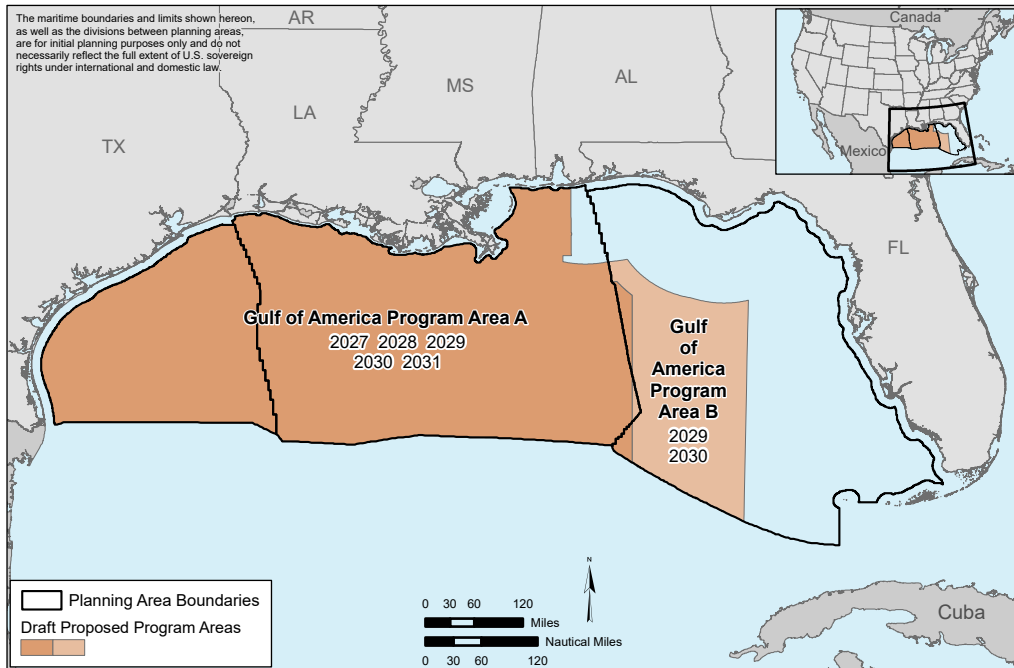 The maritime boundaries and limits shown hereon,
as well as the divisions between planning areas,
are for initial planning purposes only and do not
necessarily reflect the full extent of U.S. sovereign
rights under international and domestic law.
AR
Canada
MS
AL
LA
TX
Mexico
FL
Gulf of America Program Area A
2027 2028 2029
2030 2031
Gulf
of
America
Program
Area B
2029
2030
N
Planning Area Boundaries
Draft Proposed Program Areas
0 30 60 120
Miles
Nautical Miles
0 30 60 120
Cuba